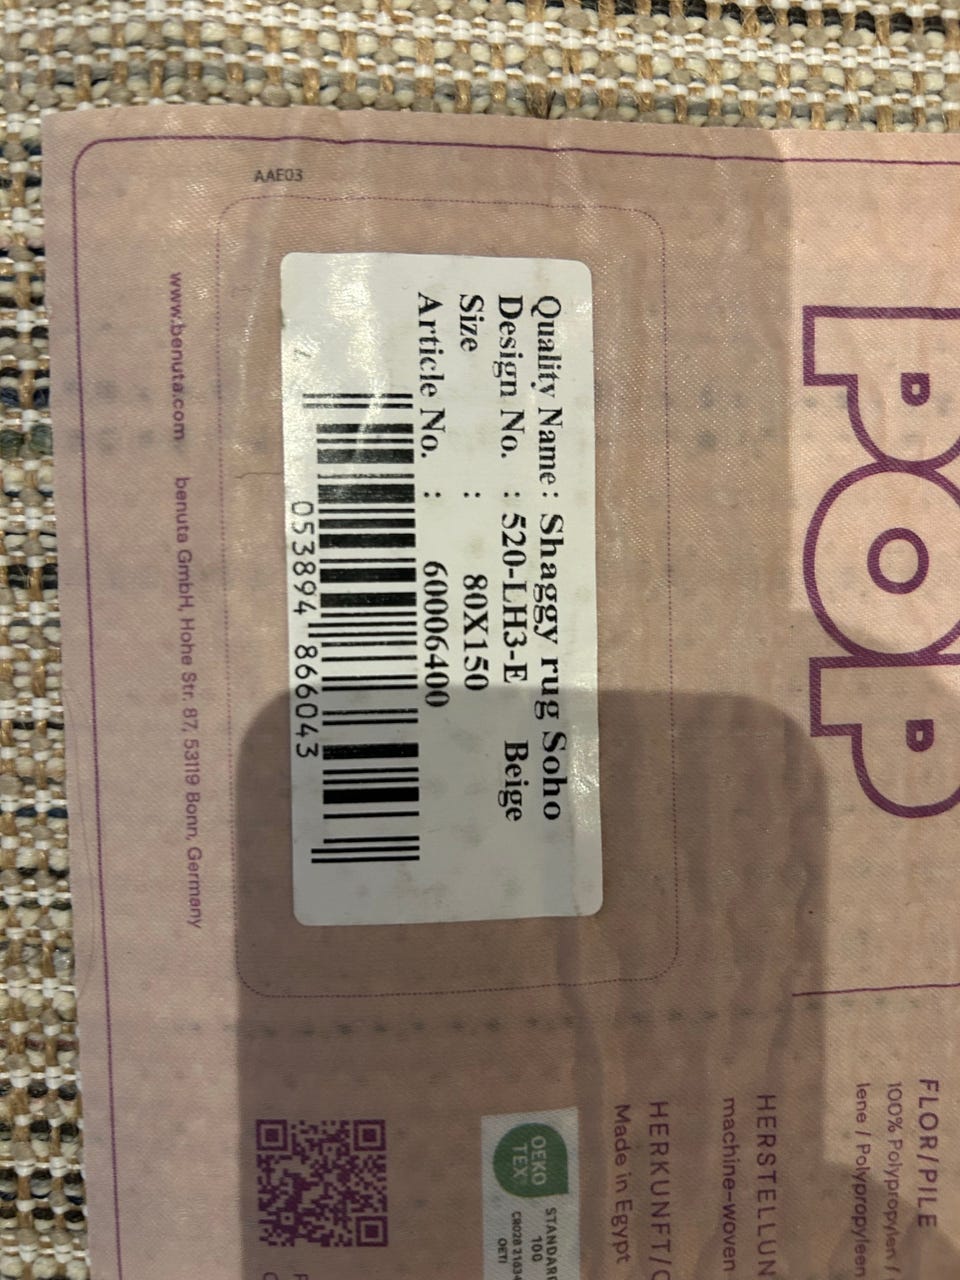 AAE03
POP
Quality Name : Shaggy rug Soho
Design No. : 520-LH3-E Beige
Size : 80X150
Article No. : 60006400
053894 866043
www.benuta.com benuta GmbH, Hohe Str. 87, 53119 Bonn, Germany
FLOR/PILE
100% Polypropylen /
lene / Polypropyleen
HERSTELLUN
machine-woven
HERKUNFT/
Made in Egypt
OEKO
TEX
STANDARD
100
OETI